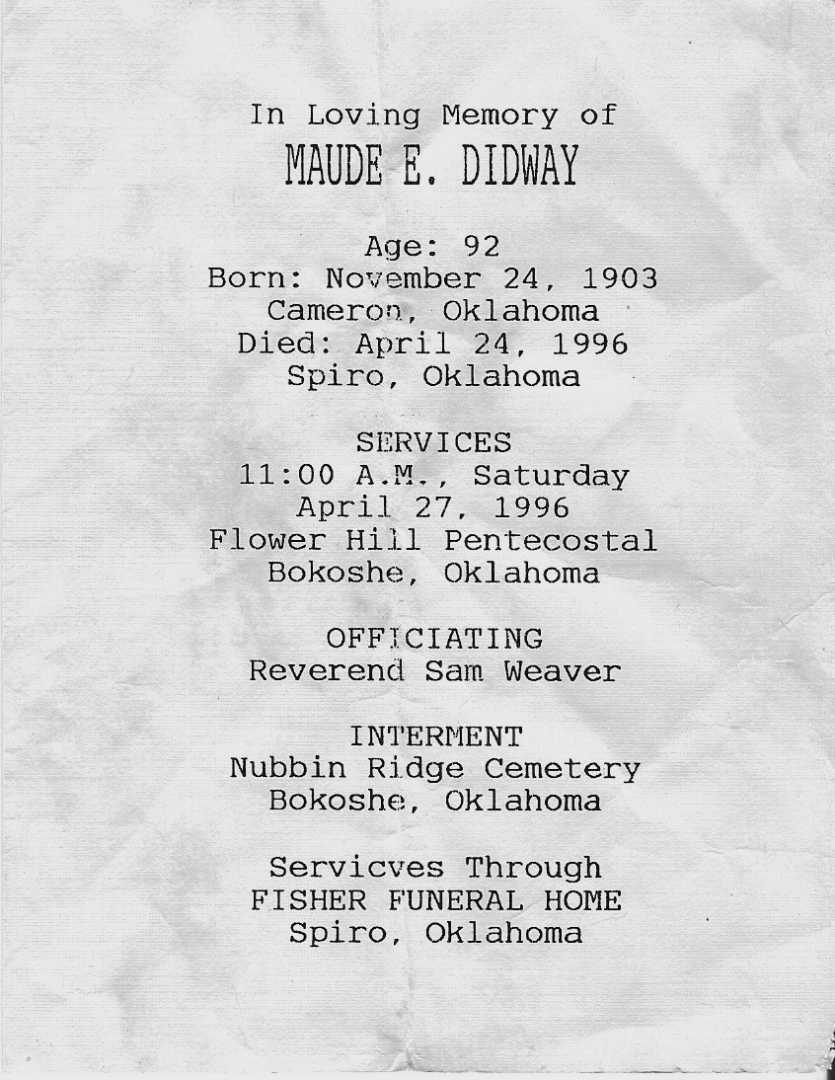 In Loving Memory of
MAUDE E. DIDWAY
Age: 92
Born: November 24, 1903
Cameron, Oklahoma
Died: April 24, 1996
Spiro, Oklahoma
SERVICES
11:00 A.M., Saturday
April 27, 1996
Flower Hill Pentecostal
Bokoshe, Oklahoma
OFFICIATING
Reverend Sam Weaver
INTERMENT
Nubbin Ridge Cemetery
Bokoshe, Oklahoma
Servicves Through
FISHER FUNERAL HOME
Spiro, Oklahoma